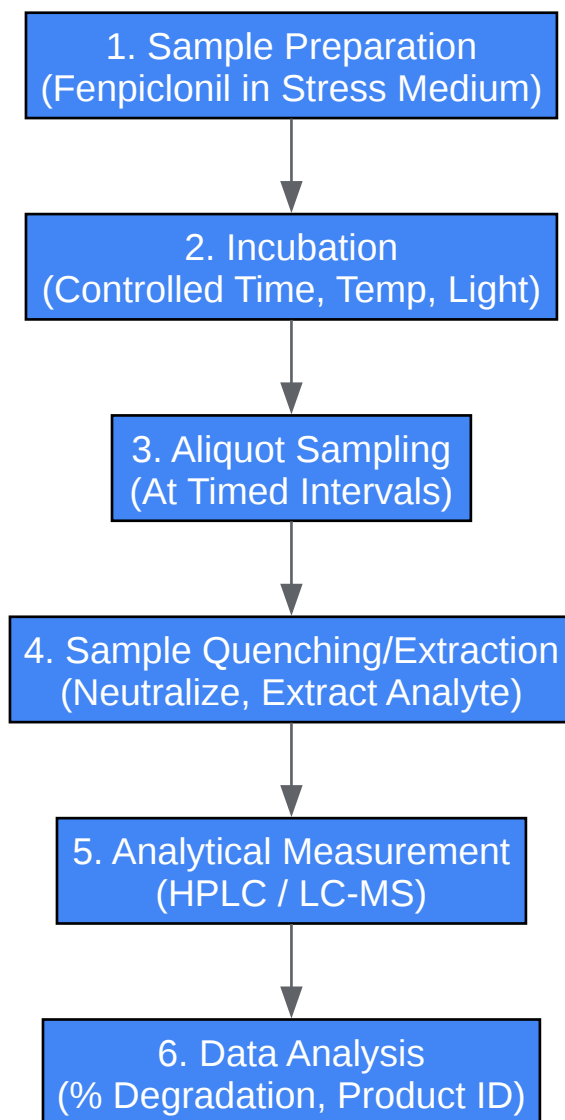 1. Sample Preparation
(Fenpiclonil in Stress Medium)
2. Incubation
(Controlled Time, Temp, Light)
3. Aliquot Sampling
(At Timed Intervals)
4. Sample Quenching/Extraction
(Neutralize, Extract Analyte)
5. Analytical Measurement
(HPLC / LC-MS)
6. Data Analysis
(% Degradation, Product ID)